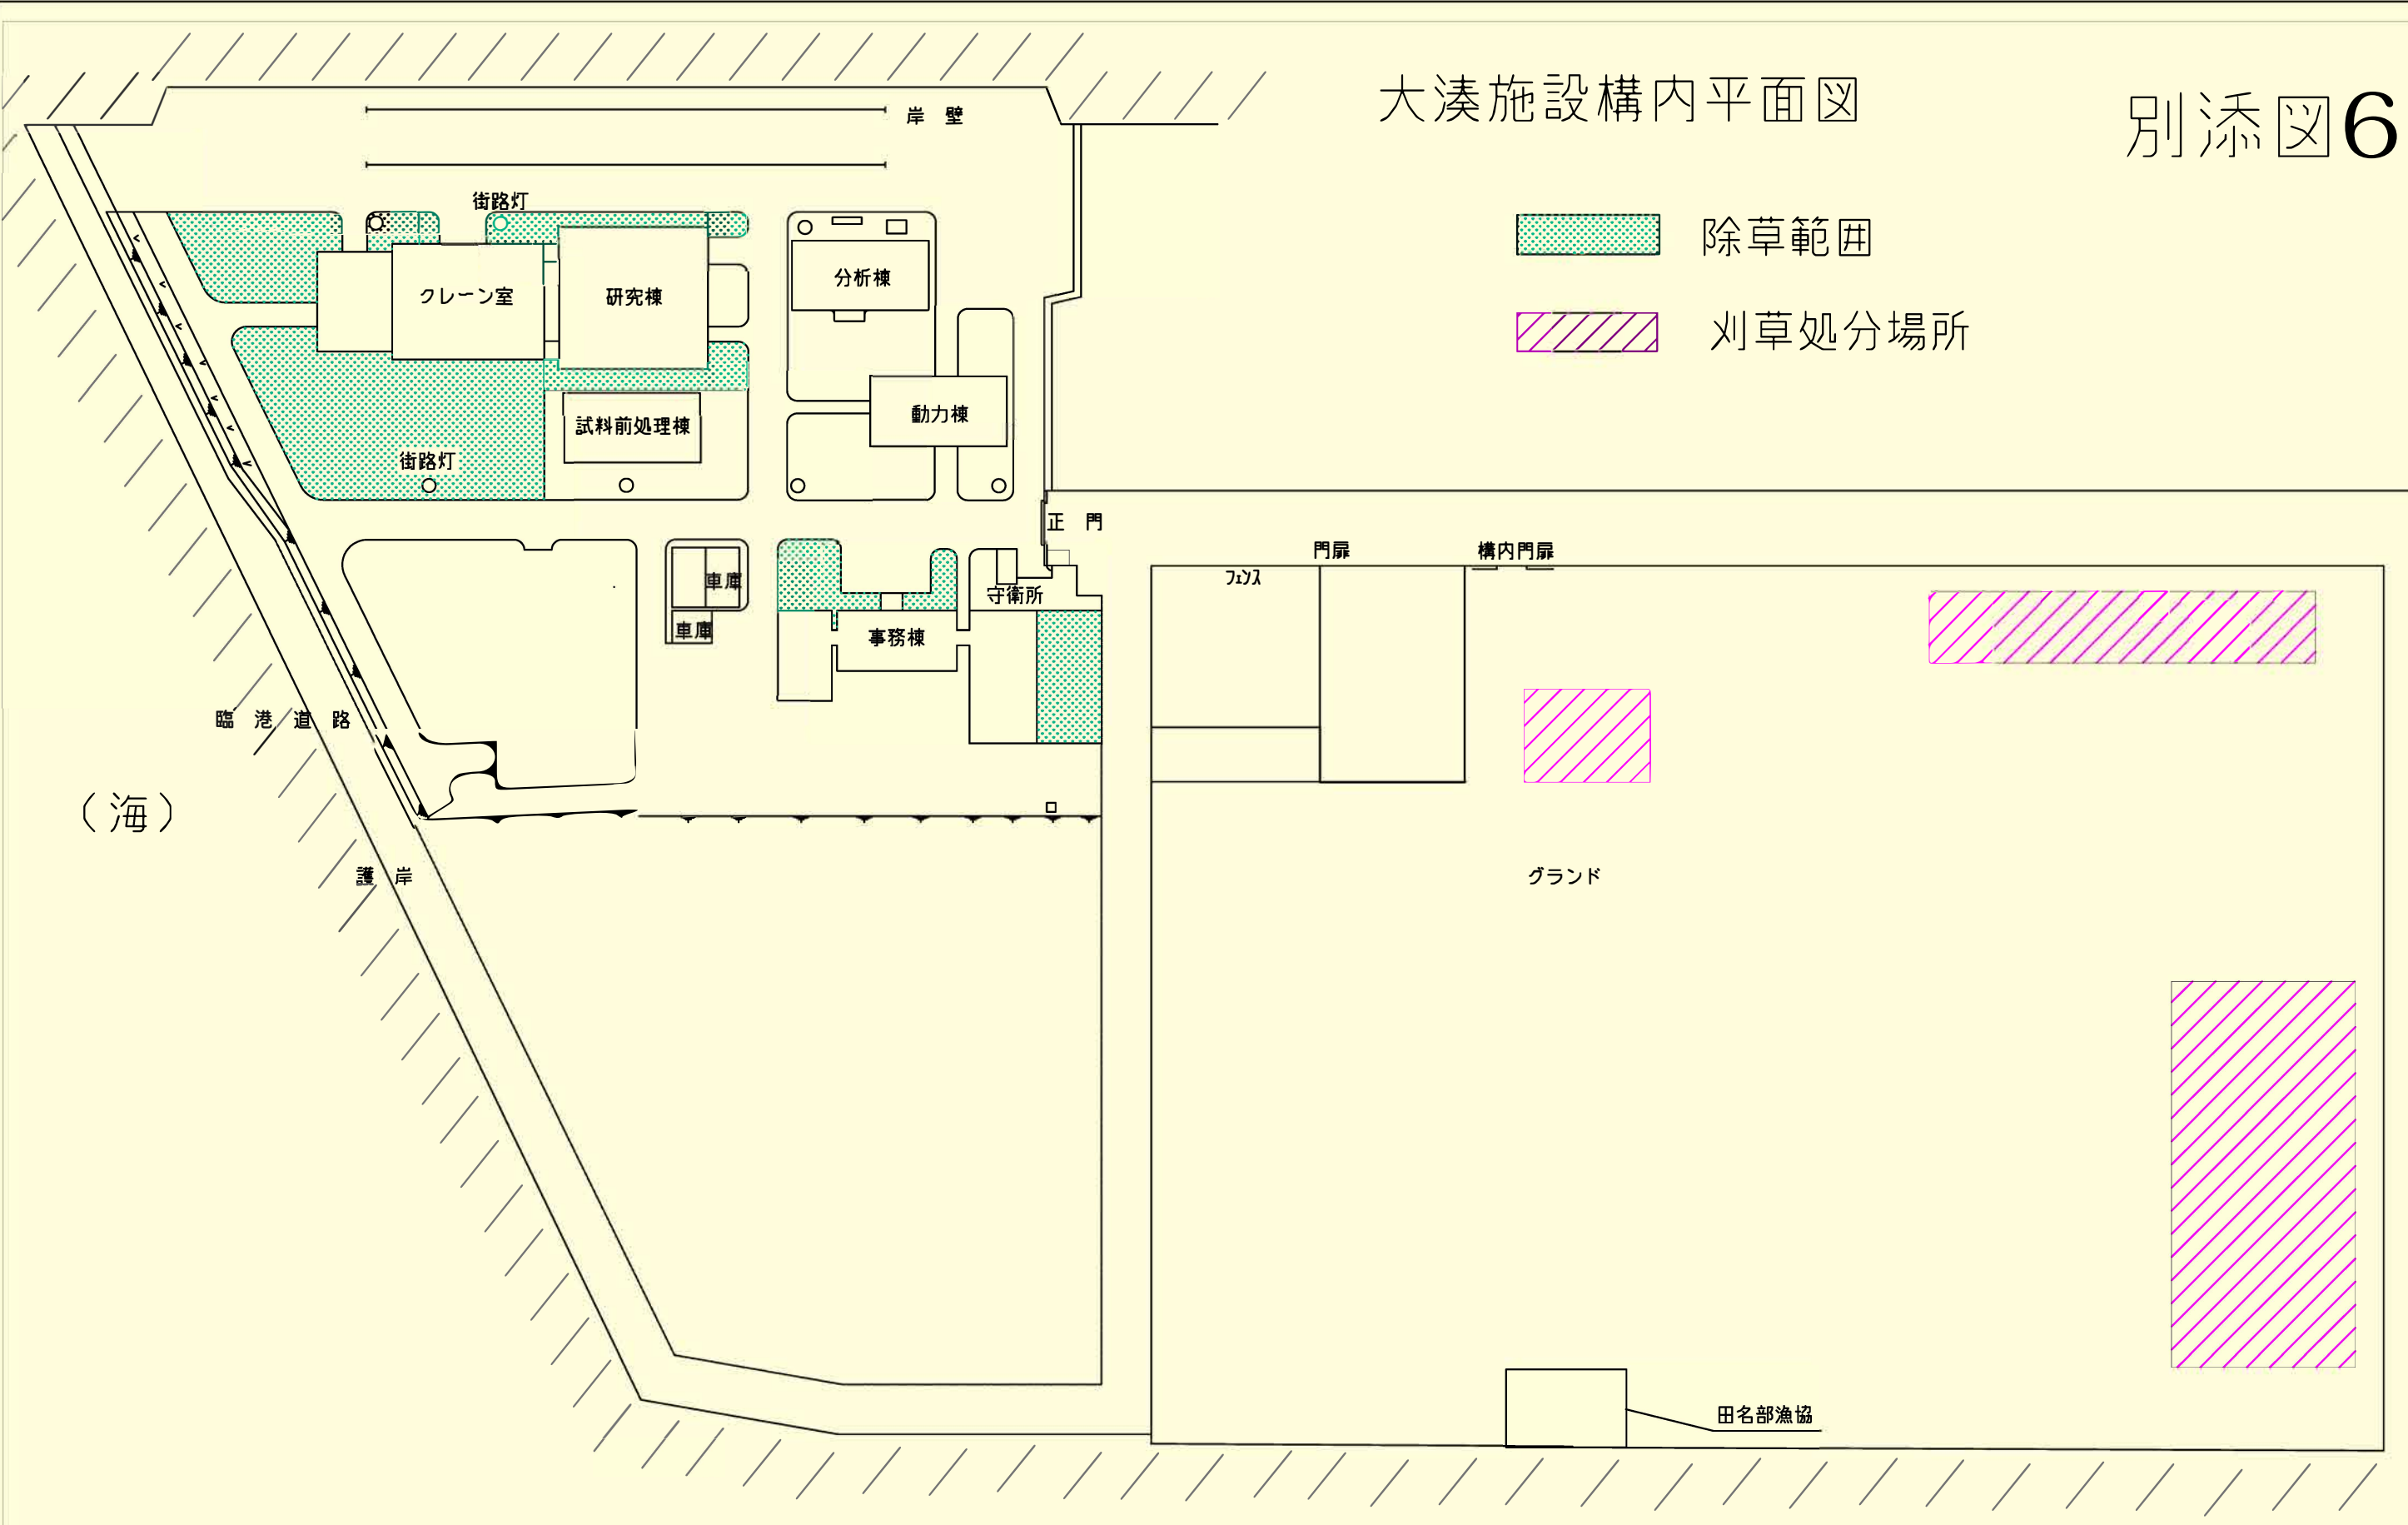 大湊施設構内平面図
別添図6
岸 壁
街路灯
除草範囲
分析棟
クレーン室
研究棟
刈草処分場所
動力棟
試料前処理棟
街路灯
正 門
門扉
構内門扉
フェンス
車庫
守衛所
車庫
事務棟
臨 港 道 路
(海)
護 岸
グランド
田名部漁協